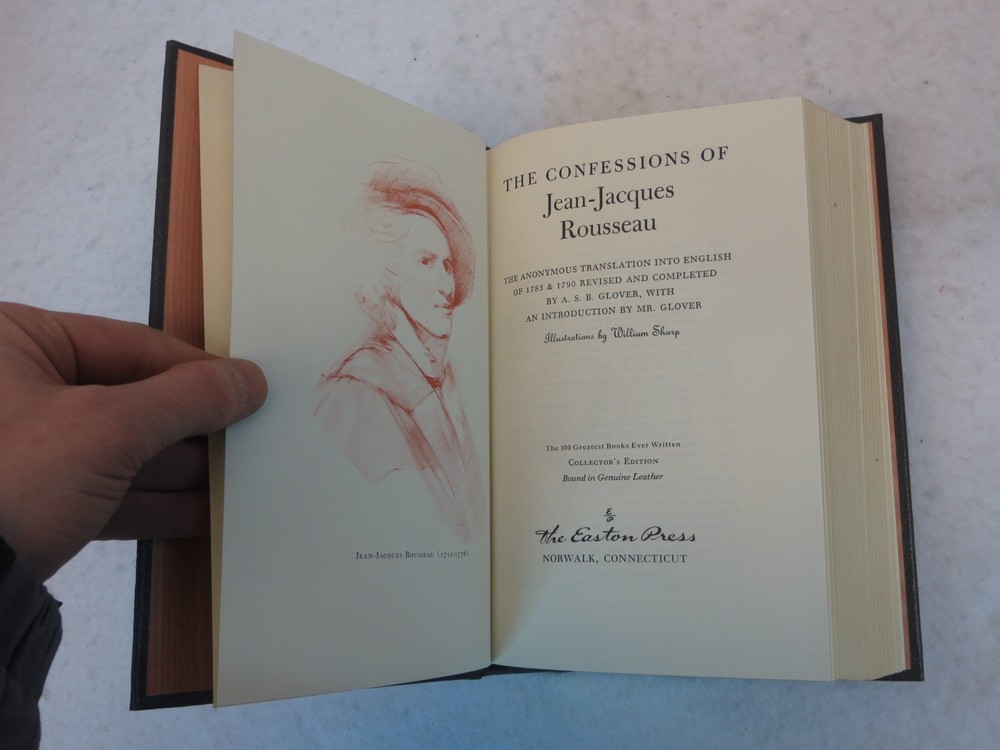 JEAN-JACQUES ROUSSEAU (1712-1778)
THE CONFESSIONS OF
Jean-Jacques
Rousseau
THE ANONYMOUS TRANSLATION INTO ENGLISH
OF 1783 & 1790 REVISED AND COMPLETED
BY A. S. B. GLOVER, WITH
AN INTRODUCTION BY MR. GLOVER
Illustrations by William Sharp
The 100 Greatest Books Ever Written
COLLECTOR'S EDITION
Bound in Genuine Leather
E
P
The Easton Press
NORWALK, CONNECTICUT